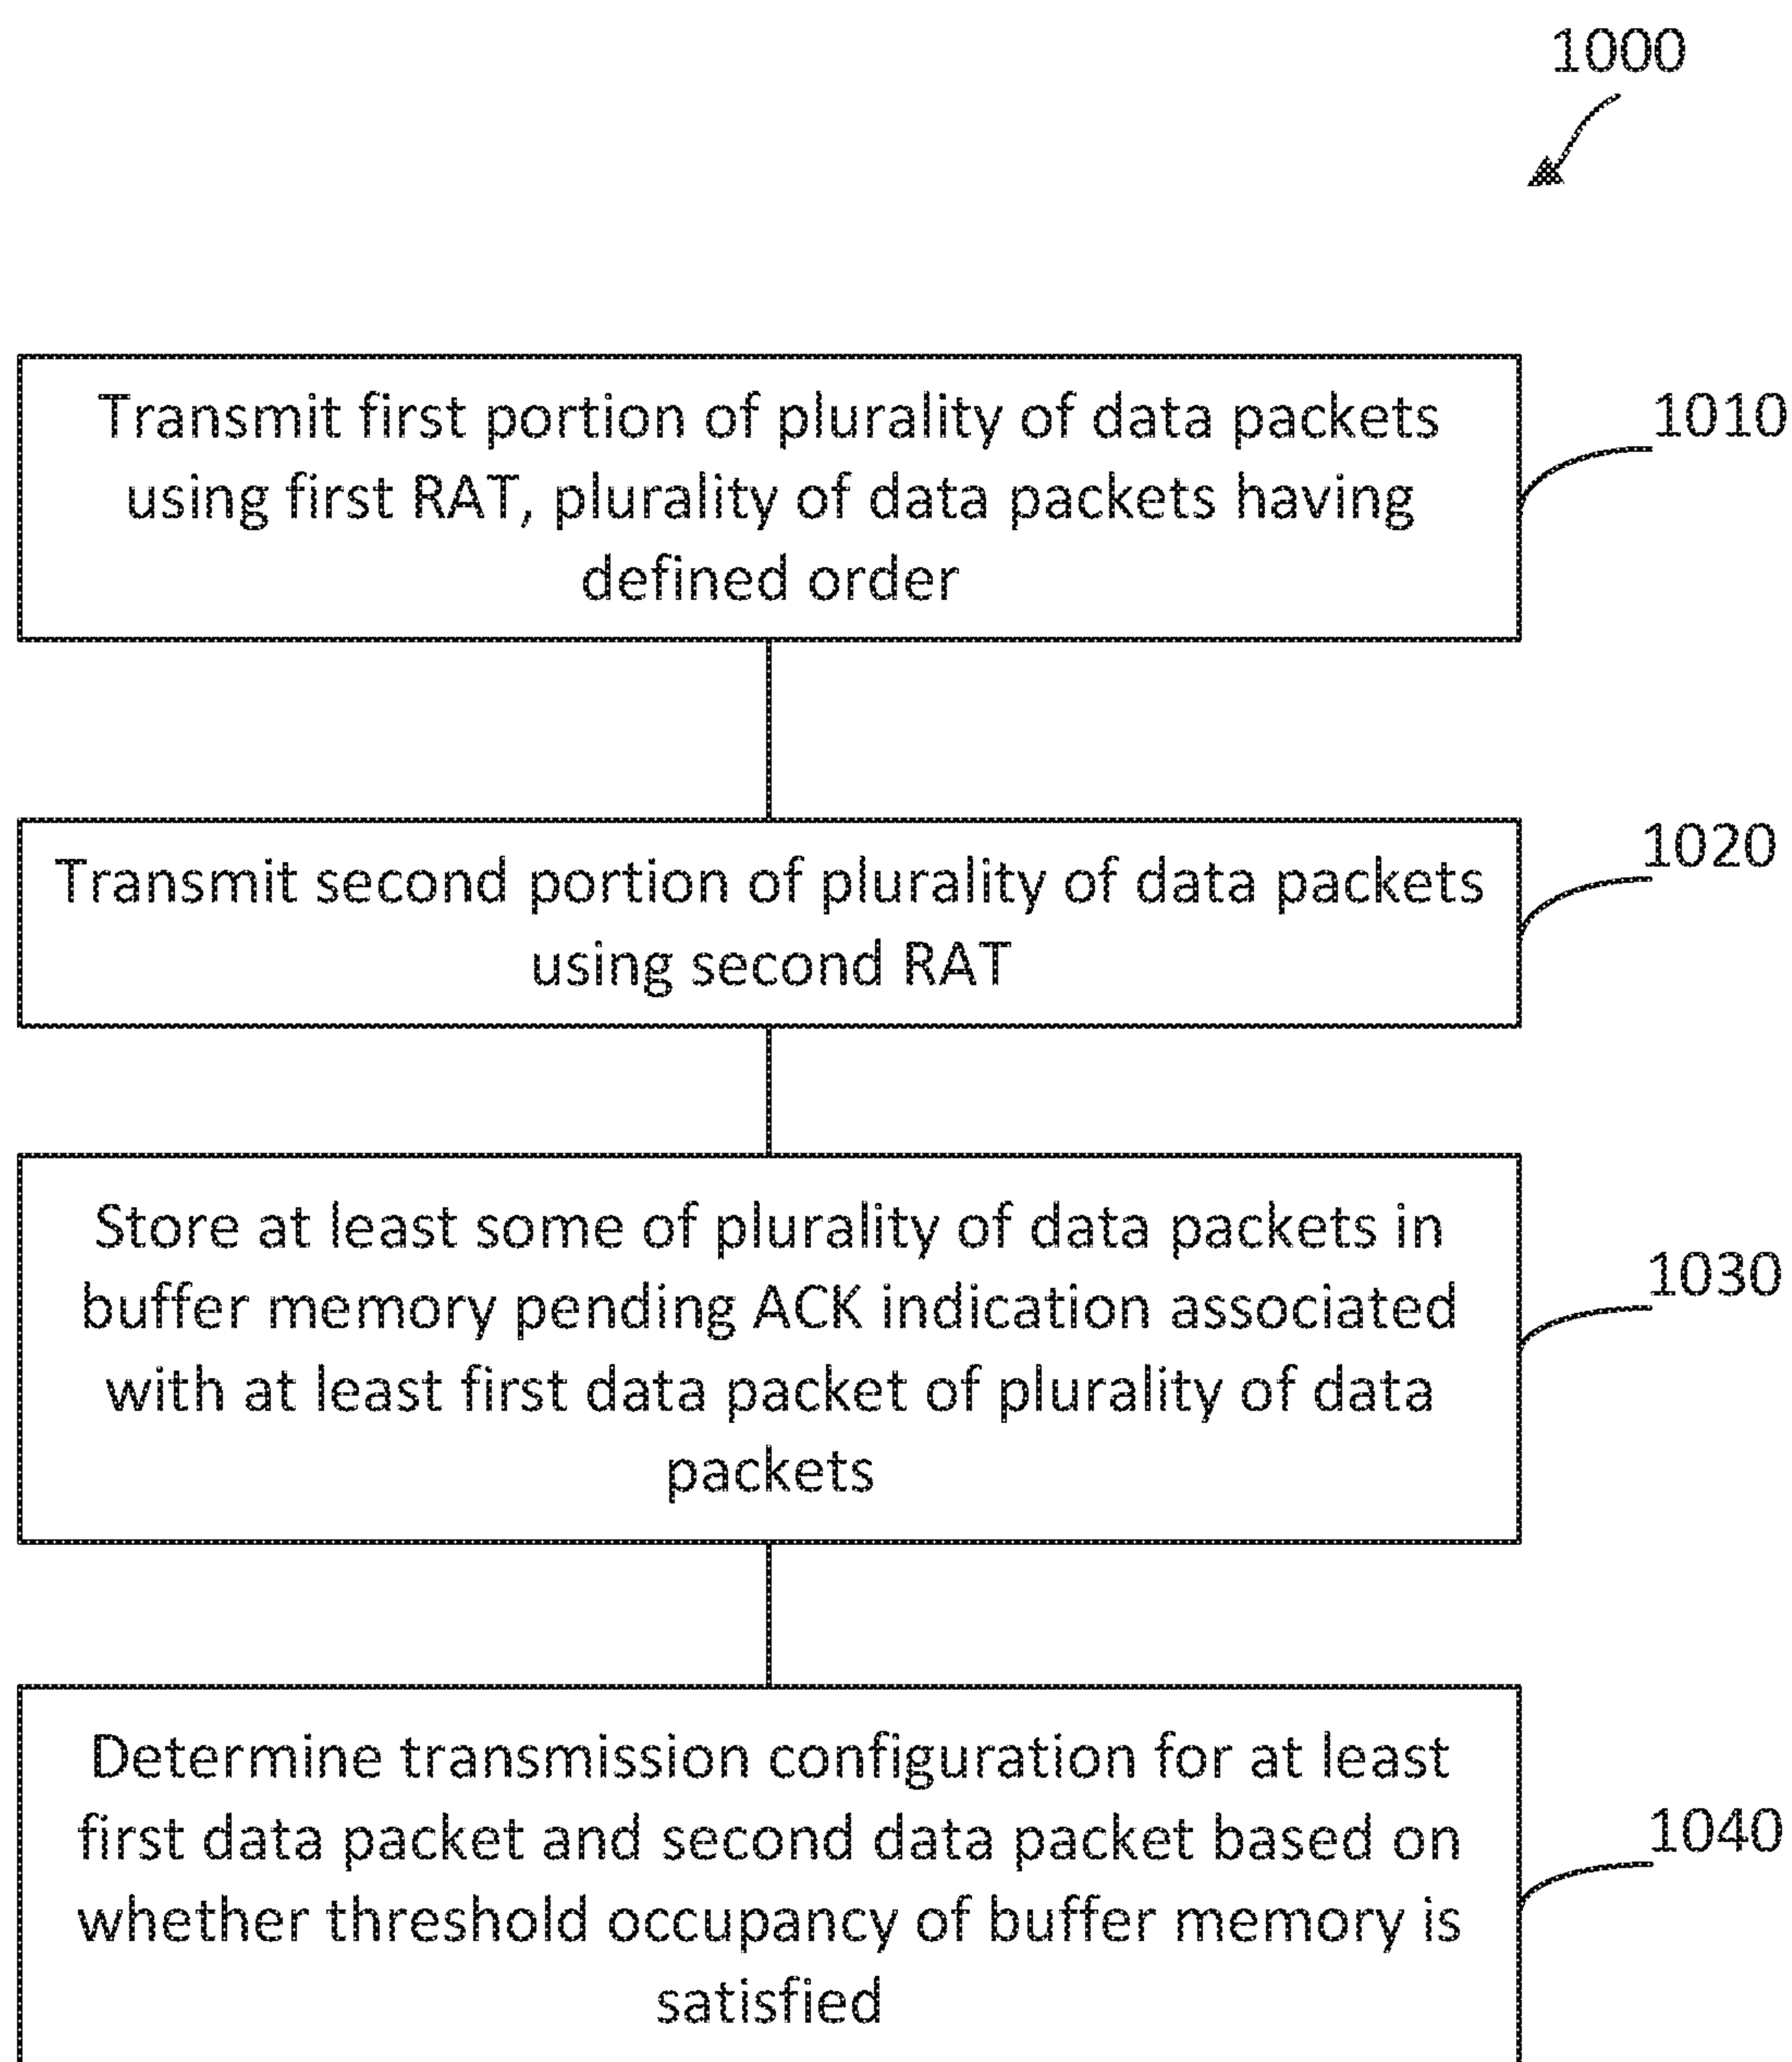 1000
Transmit first portion of plurality of data packets
using first RAT, plurality of data packets having
defined order
1010
Transmit second portion of plurality of data packets
using second RAT
1020
Store at least some of plurality of data packets in
buffer memory pending ACK indication associated
with at least first data packet of plurality of data
packets
1030
Determine transmission configuration for at least
first data packet and second data packet based on
whether threshold occupancy of buffer memory is
satisfied
1040